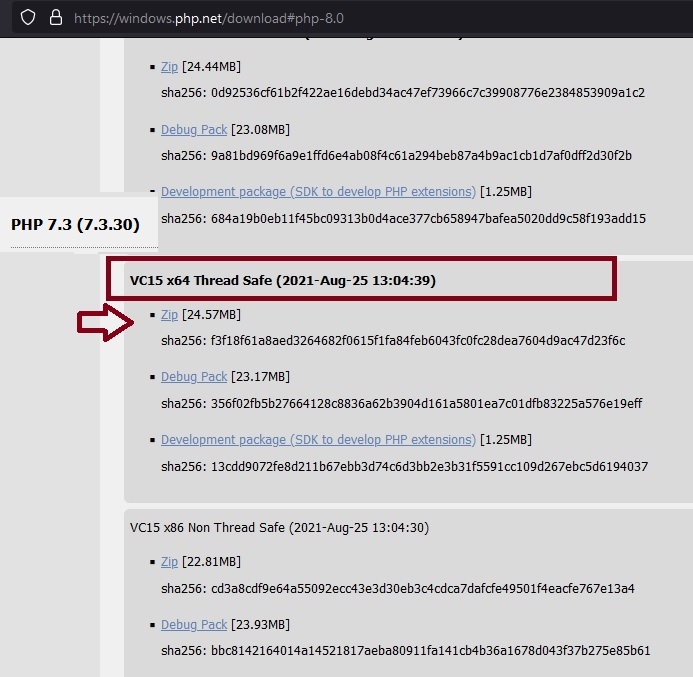 https://windows.php.net/download#php-8.0
Zip [24.44MB]
sha256: 0d92536cf61b2f422ae16debd34ac47ef73966c7c39908776e2384853909a1c2
Debug Pack [23.08MB]
sha256: 9a81bd969f6a9e1ffd6e4ab08f4c61a294beb87a4b9ac1cb1d7af0dff2d30f2b
Development package (SDK to develop PHP extensions) [1.25MB]
sha256: 684a19b0eb11f45bc09313b0d4ace377cb658947bafea5020dd9c58f193add15
PHP 7.3 (7.3.30)
VC15 x64 Thread Safe (2021-Aug-25 13:04:39)
Zip [24.57MB]
sha256: f3f18f61a8aed3264682f0615f1fa84feb6043fc0fc28dea7604d9ac47d23f6c
Debug Pack [23.17MB]
sha256: 356f02fb5b27664128c8836a62b3904d161a5801ea7c01dfb83225a576e19eff
Development package (SDK to develop PHP extensions) [1.25MB]
sha256: 13cdd9072fe8d211b67ebb3d74c6d3bb2e3b31f5591cc109d267ebc5d6194037
VC15 x86 Non Thread Safe (2021-Aug-25 13:04:30)
Zip [22.81MB]
sha256: cd3a8cdf9e64a55092ecc43e3d30eb3c4cdca7dafcfe49501f4eacfe767e13a4
Debug Pack [23.93MB]
sha256: bbc8142164014a14521817aeba80911fa141cb4b36a1678d043f37b275e85b61